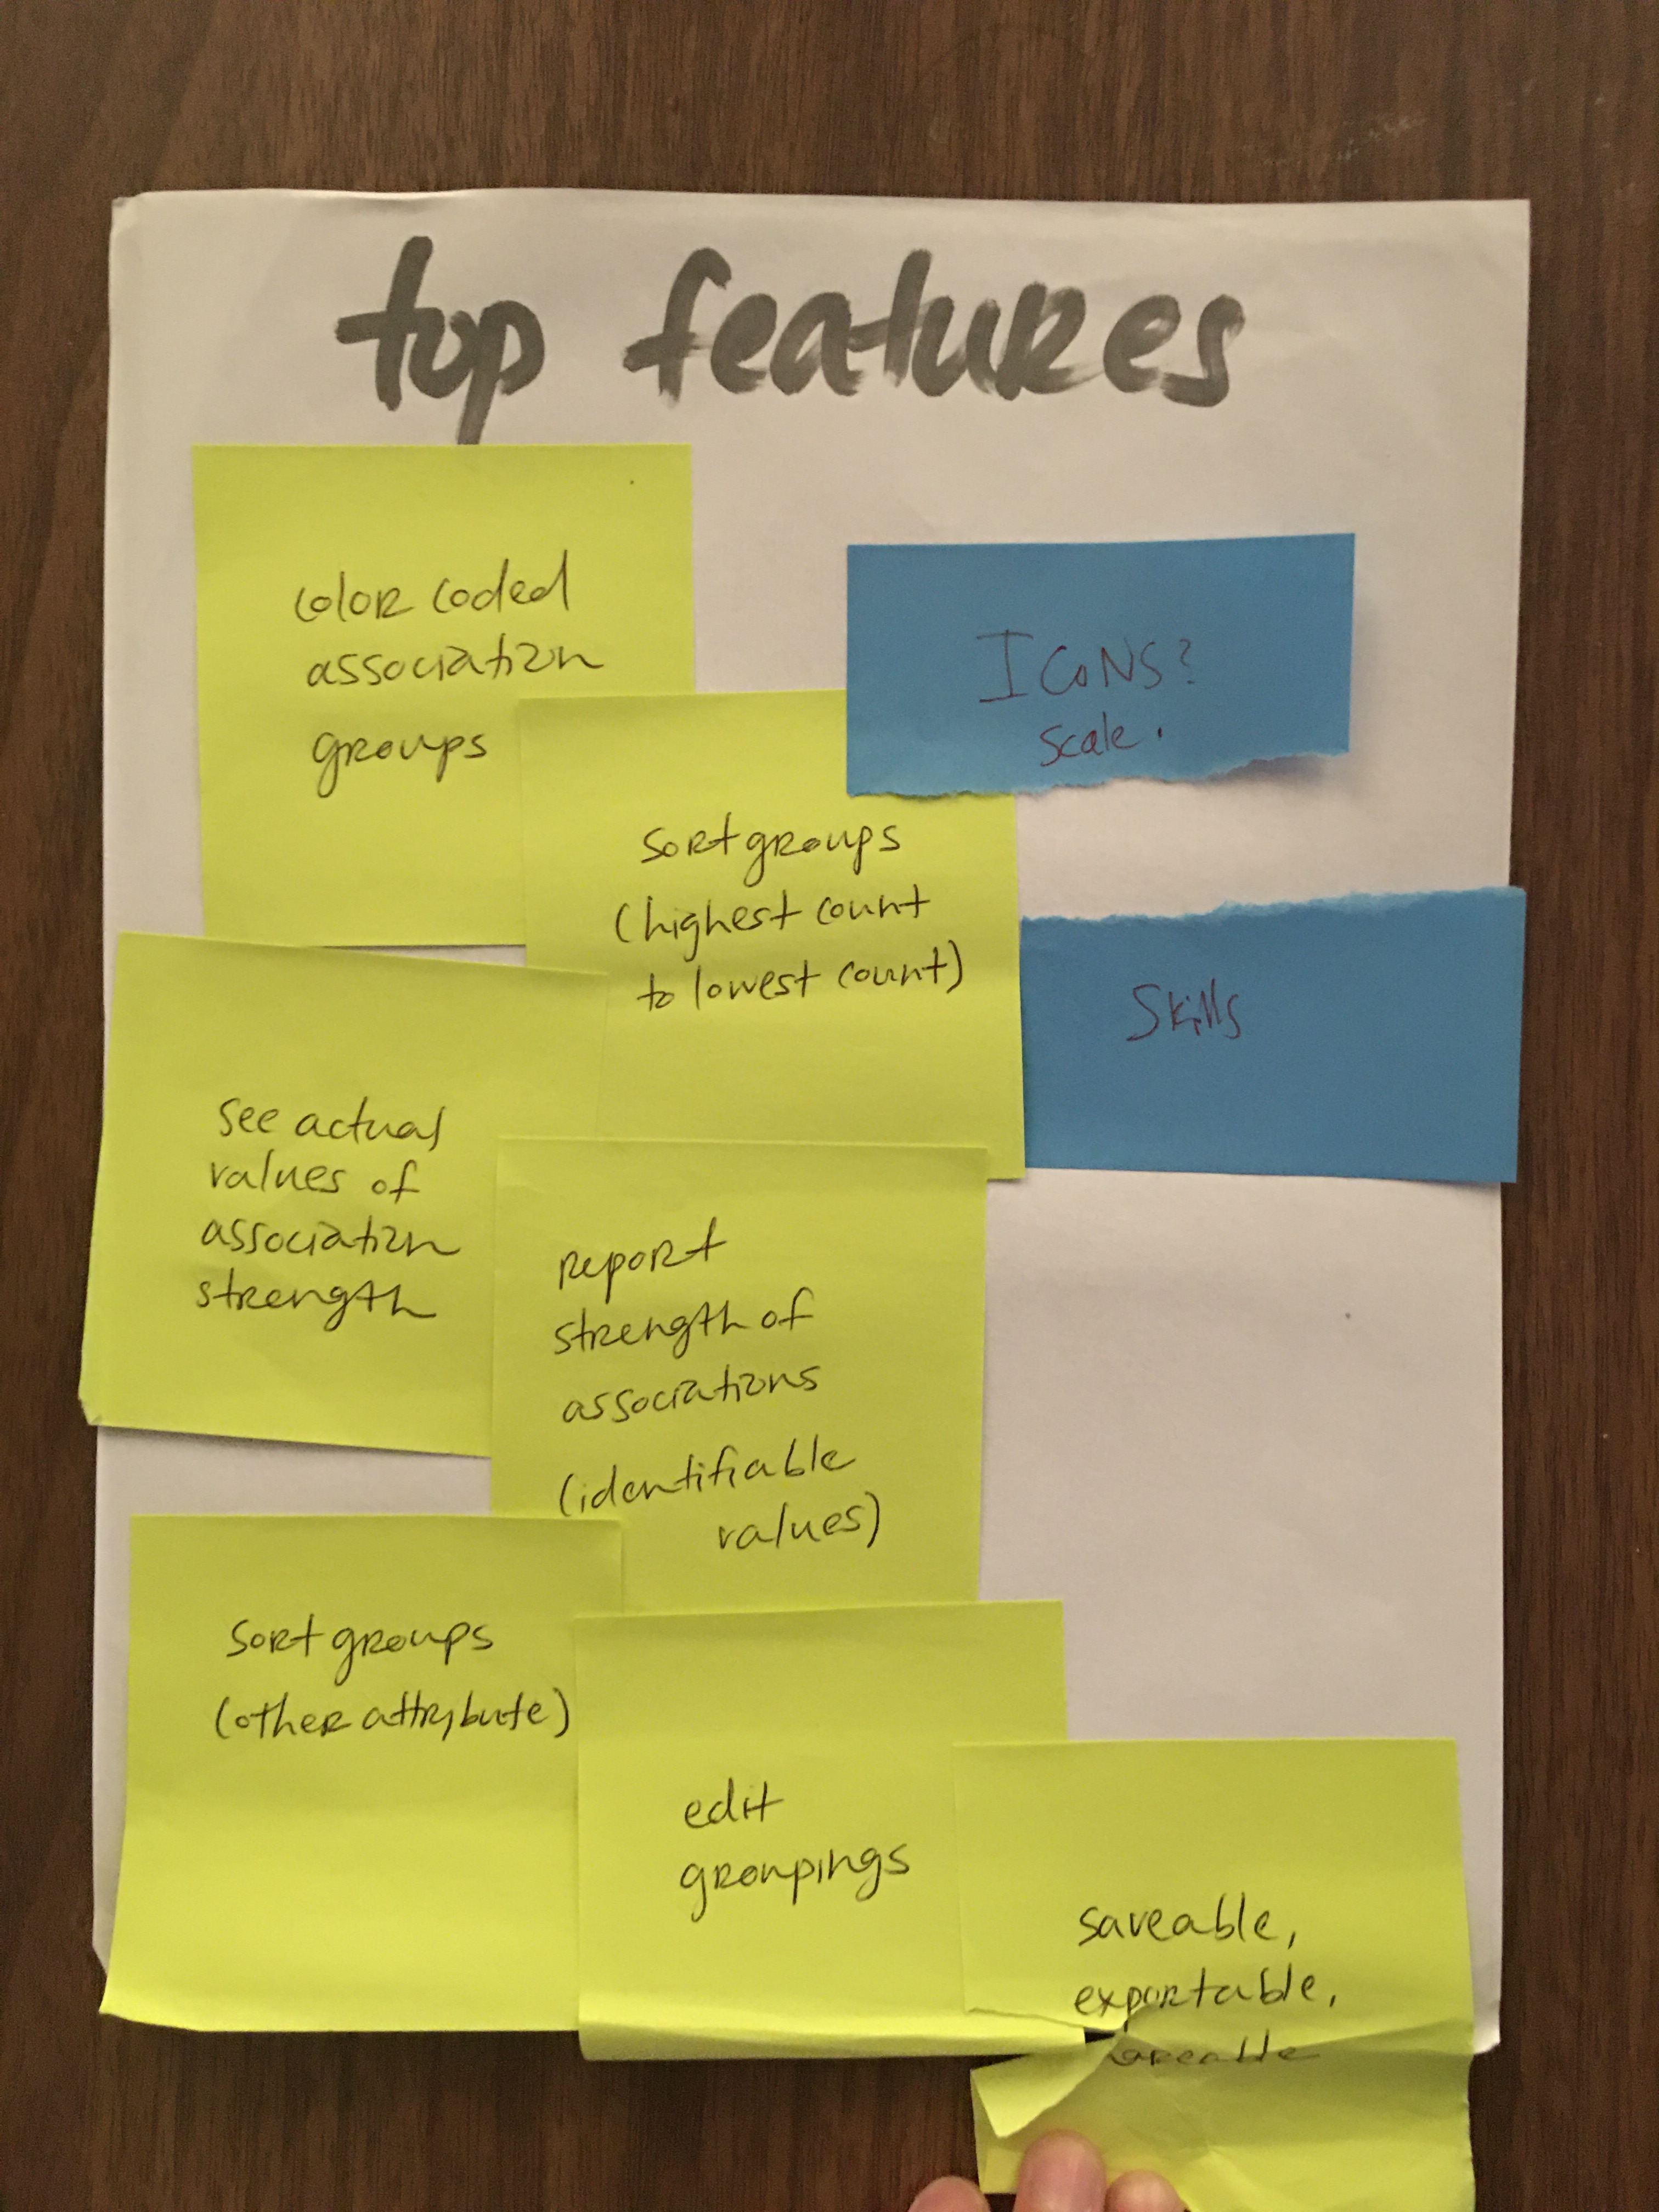 top features
color coded
association
groups
ICONS?
scale.
sort groups
(highest count
to lowest count)
Skills
see actual
values of
association
strength
report
strength of
associations
(identifiable
values)
sort groups
(other attribute)
edit
groupings
saveable,
exportable,